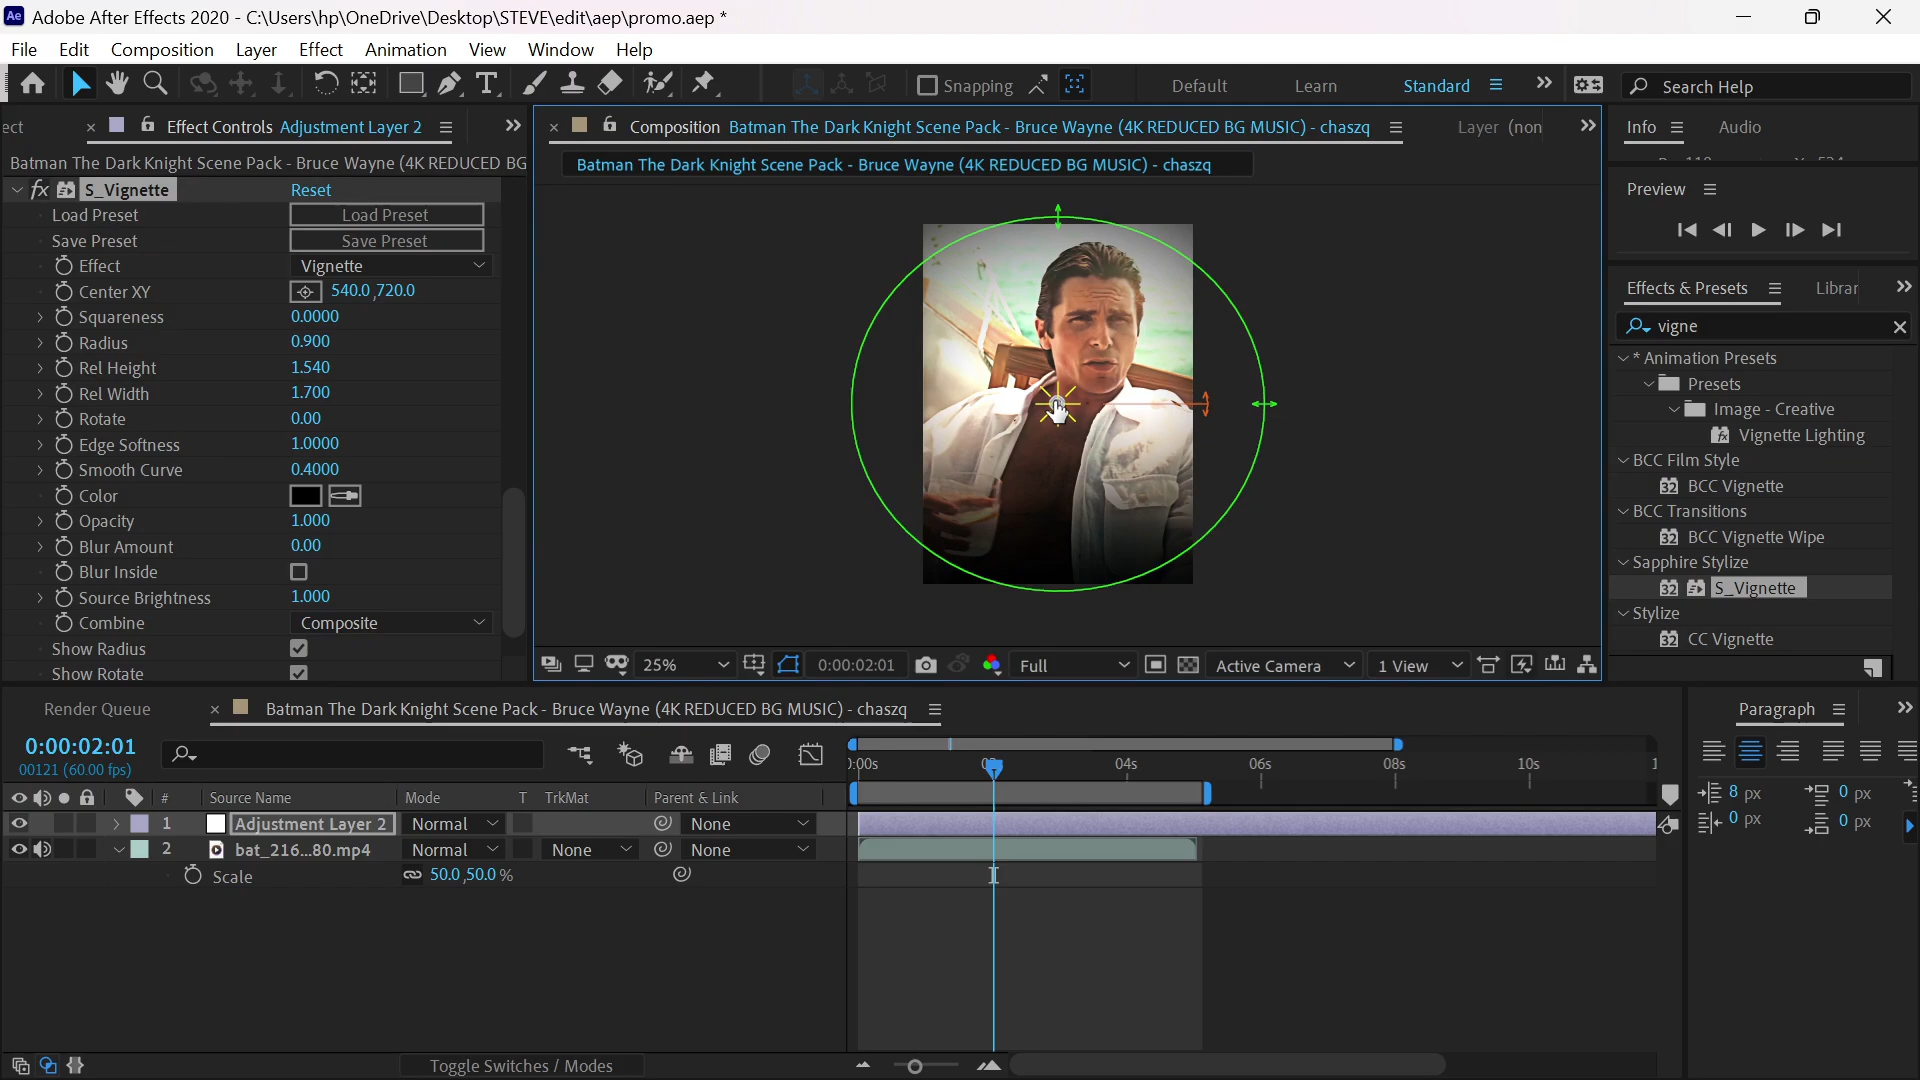 Adobe After Effects 2020 - C:\Users\hp\OneDrive\Desktop\STEVE\edit\aep\promo.aep *
File Edit Composition Layer Effect Animation View Window Help
Snapping Default Learn Standard Search Help
ect Effect Controls Adjustment Layer 2
Composition Batman The Dark Knight Scene Pack - Bruce Wayne (4K REDUCED BG MUSIC) - chaszq
Layer (non
Info Audio
Batman The Dark Knight Scene Pack - Bruce Wayne (4K REDUCED BG
Batman The Dark Knight Scene Pack - Bruce Wayne (4K REDUCED BG MUSIC) - chaszq
fx S_Vignette Reset
Load Preset Load Preset
Save Preset Save Preset
Effect Vignette
Center XY 540.0 ,720.0
Squareness 0.0000
Radius 0.900
Rel Height 1.540
Rel Width 1.700
Rotate 0.00
Edge Softness 1.0000
Smooth Curve 0.4000
Color
Opacity 1.000
Blur Amount 0.00
Blur Inside
Source Brightness 1.000
Combine Composite
Show Radius
Show Rotate
25% 0:00:02:01 Full Active Camera 1 View
Preview
Effects & Presets Librar
vigne
* Animation Presets
Presets
Image - Creative
Vignette Lighting
BCC Film Style
32 BCC Vignette
BCC Transitions
32 BCC Vignette Wipe
Sapphire Stylize
32 S_Vignette
Stylize
32 CC Vignette
Render Queue
Batman The Dark Knight Scene Pack - Bruce Wayne (4K REDUCED BG MUSIC) - chaszq
0:00:02:01
00121 (60.00 fps)
# Source Name Mode T TrkMat Parent & Link
):00s 04s 06s 08s 10s 1
1 Adjustment Layer 2 Normal None
2 bat_216...80.mp4 Normal None None
Scale 50.0 ,50.0 %
Toggle Switches / Modes
Paragraph
8 px 0 px
0 px 0 px